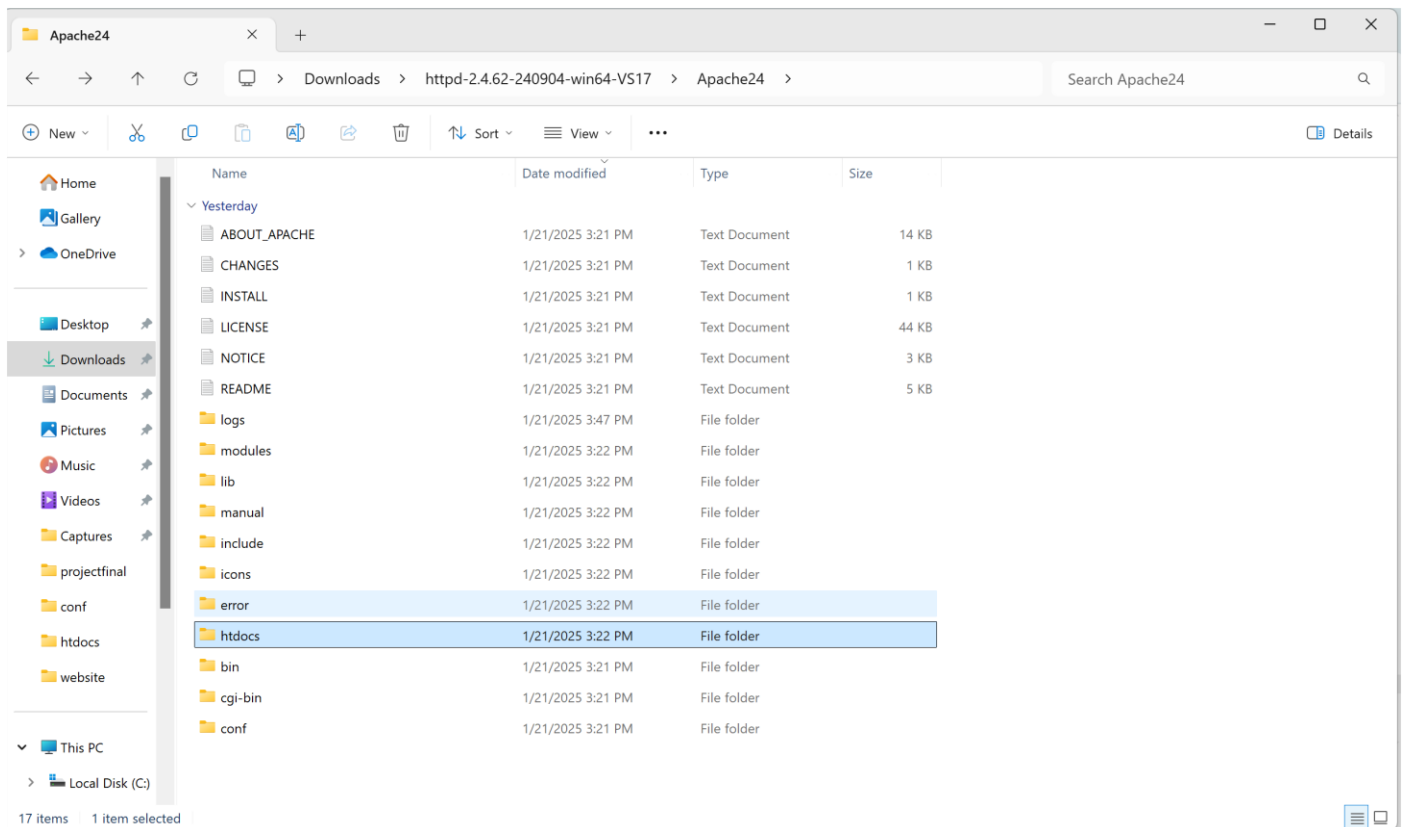 Apache24
Downloads > httpd-2.4.62-240904-win64-VS17 > Apache24 >
Search Apache24
New
Sort
View
Details
Home
Gallery
OneDrive
Desktop
Downloads
Documents
Pictures
Music
Videos
Captures
projectfinal
conf
htdocs
website
This PC
Local Disk (C:)
Name Date modified Type Size
Yesterday
ABOUT_APACHE 1/21/2025 3:21 PM Text Document 14 KB
CHANGES 1/21/2025 3:21 PM Text Document 1 KB
INSTALL 1/21/2025 3:21 PM Text Document 1 KB
LICENSE 1/21/2025 3:21 PM Text Document 44 KB
NOTICE 1/21/2025 3:21 PM Text Document 3 KB
README 1/21/2025 3:21 PM Text Document 5 KB
logs 1/21/2025 3:47 PM File folder
modules 1/21/2025 3:22 PM File folder
lib 1/21/2025 3:22 PM File folder
manual 1/21/2025 3:22 PM File folder
include 1/21/2025 3:22 PM File folder
icons 1/21/2025 3:22 PM File folder
error 1/21/2025 3:22 PM File folder
htdocs 1/21/2025 3:22 PM File folder
bin 1/21/2025 3:21 PM File folder
cgi-bin 1/21/2025 3:21 PM File folder
conf 1/21/2025 3:21 PM File folder
17 items 1 item selected